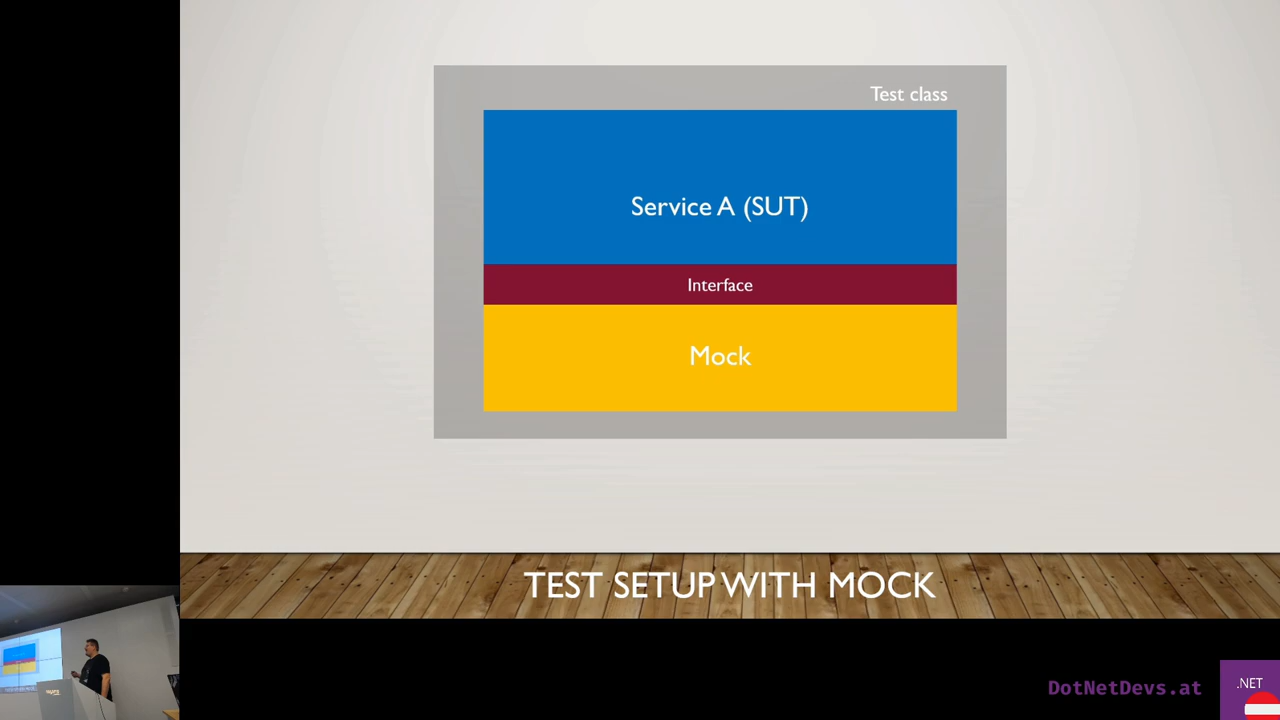 Test class
Service A (SUT)
Interface
Mock
TEST SETUP WITH MOCK
DotNetDevs.at
.NET